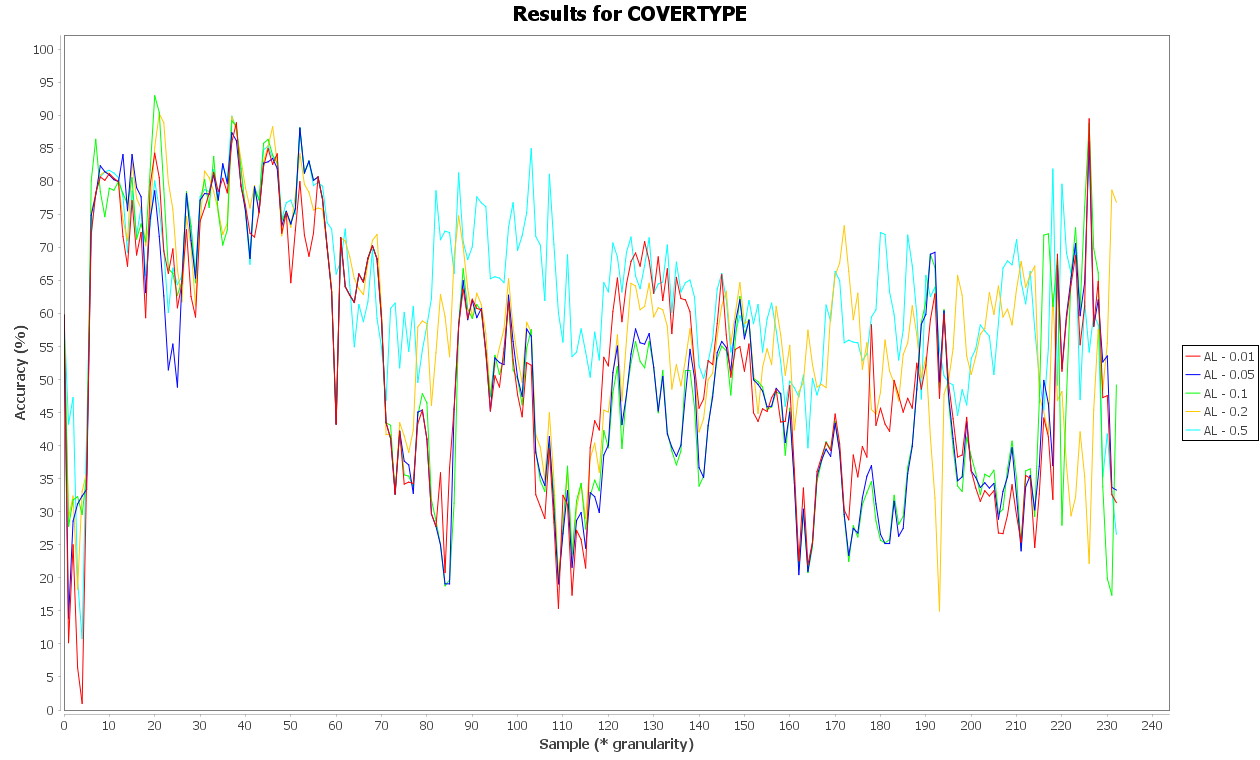 Results for COVERTYPE
Accuracy (%)
100
95
90
85
80
75
70
65
60
55
50
45
40
35
30
25
20
15
10
5
0
0 10 20 30 40 50 60 70 80 90 100 110 120 130 140 150 160 170 180 190 200 210 220 230 240
Sample (* granularity)
AL - 0.01
AL - 0.05
AL - 0.1
AL - 0.2
AL - 0.5